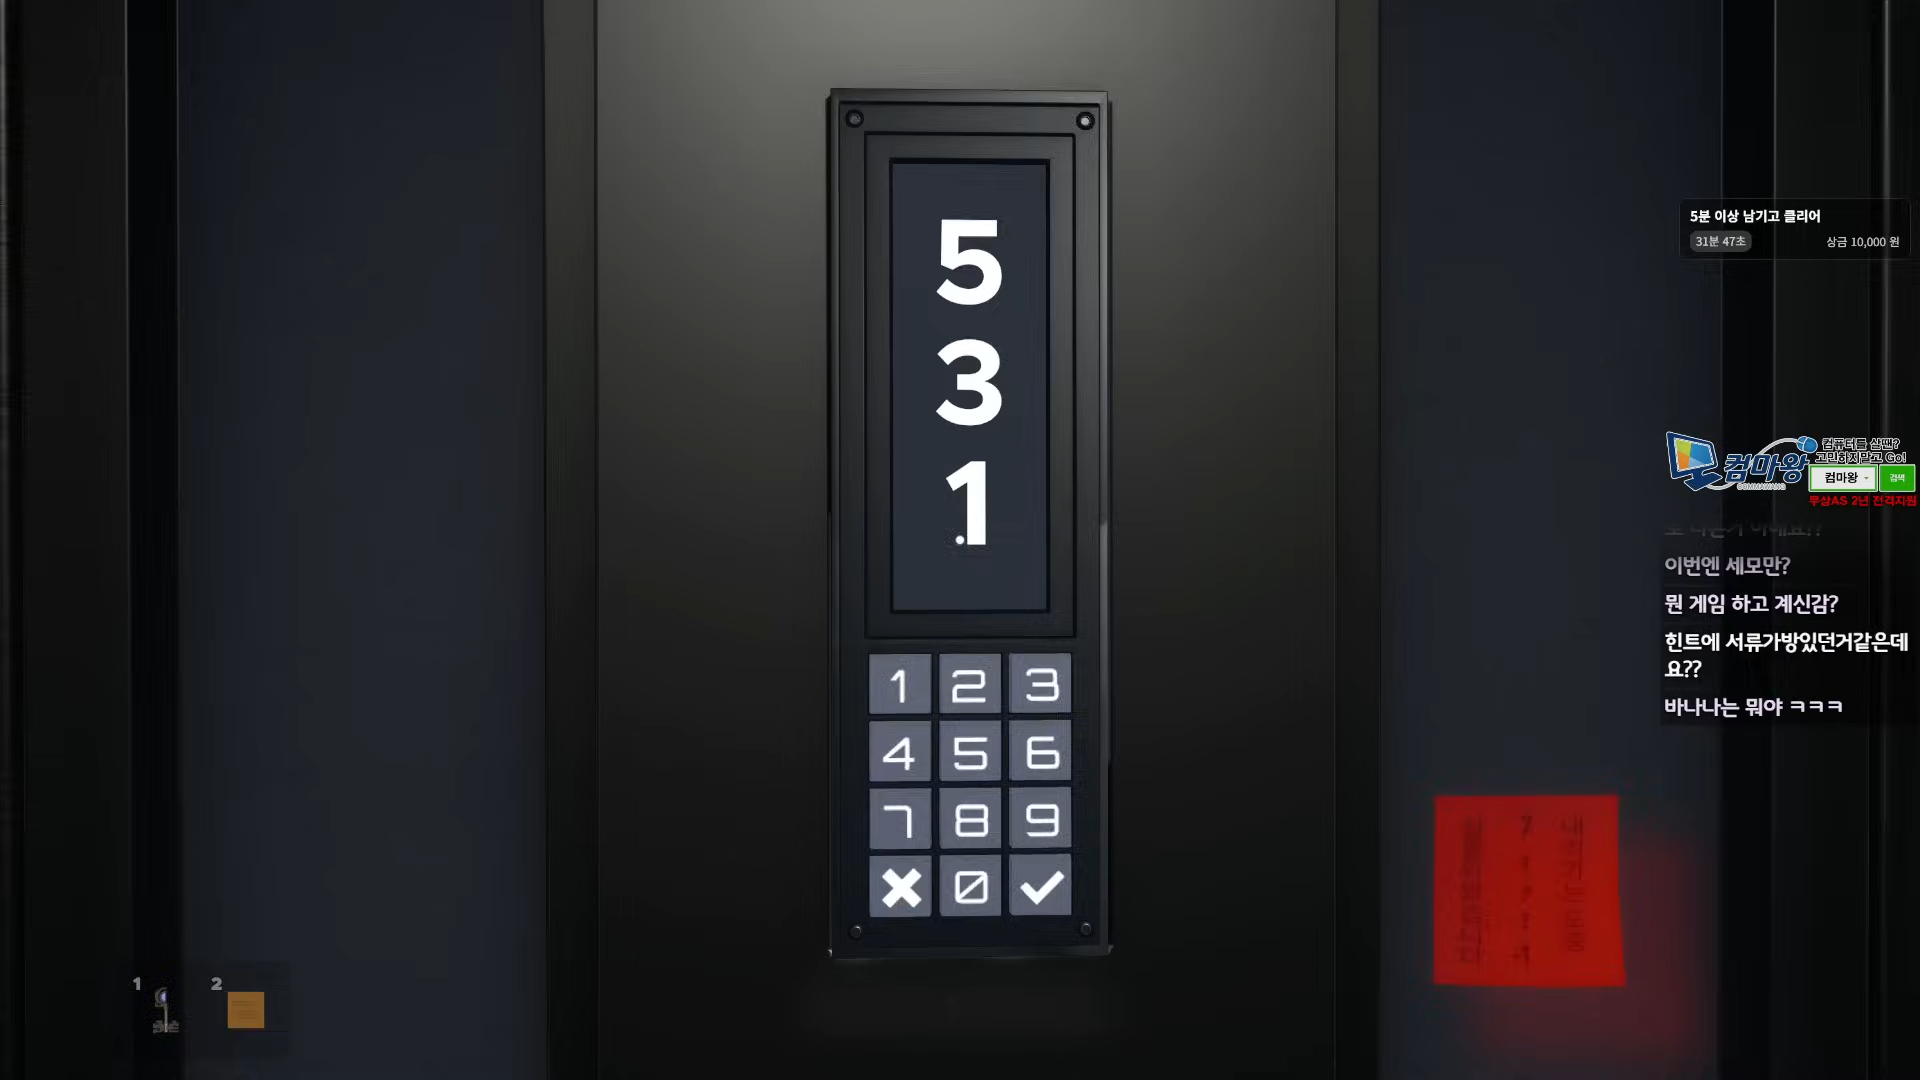 5
3
1
1 2 3
4 5 6
7 8 9
0
5분 이상 남기고 클리어
31분 47초
상금 10,000 원
컴퓨터를 살땐?
고민하지말고 Go!
컴마왕
COMMAWANG
컴마왕
검색
무상AS 2년 전격지원
이번엔 세모만?
뭔 게임 하고 계신감?
힌트에 서류가방있던거같은데
요??
바나나는 뭐야 ㅋㅋㅋ
1
2